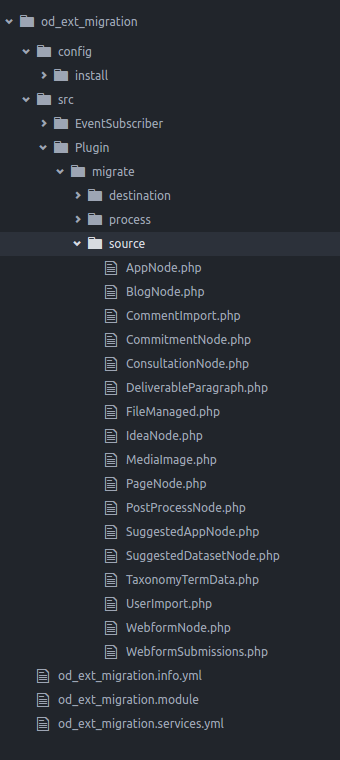 od_ext_migration
config
install
src
EventSubscriber
Plugin
migrate
destination
process
source
AppNode.php
BlogNode.php
CommentImport.php
CommitmentNode.php
ConsultationNode.php
DeliverableParagraph.php
FileManaged.php
IdeaNode.php
MediaImage.php
PageNode.php
PostProcessNode.php
SuggestedAppNode.php
SuggestedDatasetNode.php
TaxonomyTermData.php
UserImport.php
WebformNode.php
WebformSubmissions.php
od_ext_migration.info.yml
od_ext_migration.module
od_ext_migration.services.yml